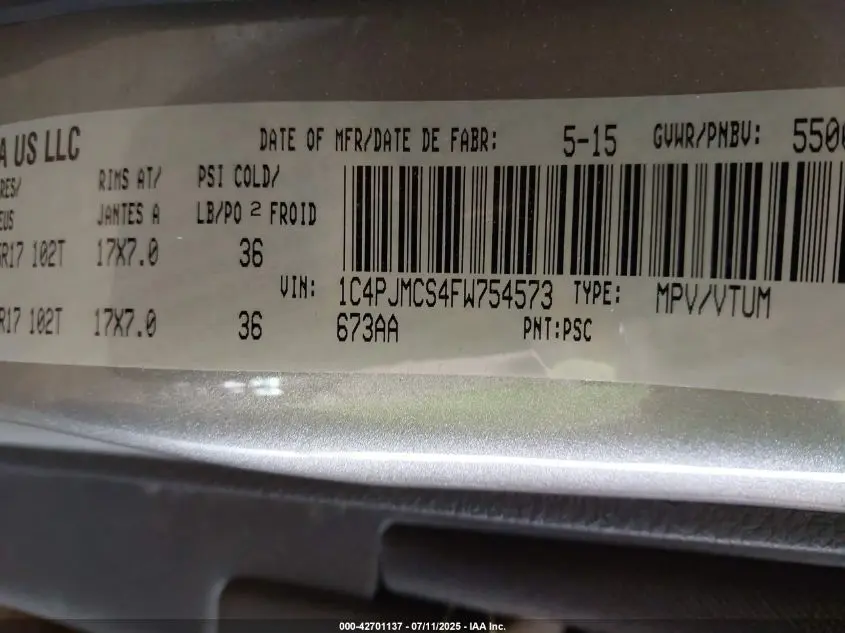 A US LLC
DATE OF MFR/DATE DE FABR: 5-15 GVWR/PNBV: 550
RIMS AT/ PSI COLD/
JANTES A LB/PO 2 FROID
R17 102T 17X7.0 36
VIN: 1C4PJMCS4FW754573 TYPE: MPV/VTUM
R17 102T 17X7.0 36 673AA PNT:PSC
000-42701137 - 07/11/2025 - IAA Inc.